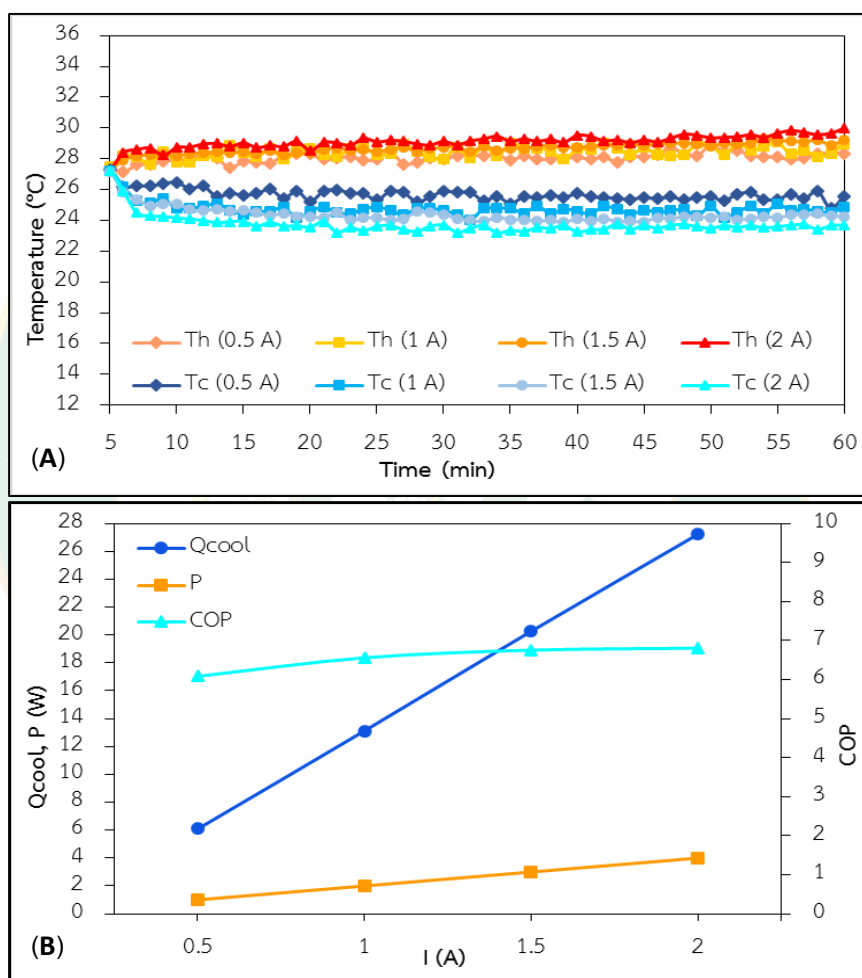 36
34
32
30
28
26
24
22
20
18
16
14
12
Temperature (ºC)
Th (0.5 A) Th (1 A) Th (1.5 A) Th (2 A)
Tc (0.5 A) Tc (1 A) Tc (1.5 A) Tc (2 A)
5 10 15 20 25 30 35 40 45 50 55 60
Time (min)
(A)
28
26
24
22
20
18
16
14
12
10
8
6
4
2
0
Qcool, P (W)
Qcool
P
COP
10
9
8
7
6
5
4
3
2
1
0
COP
0.5 1 1.5 2
I (A)
(B)